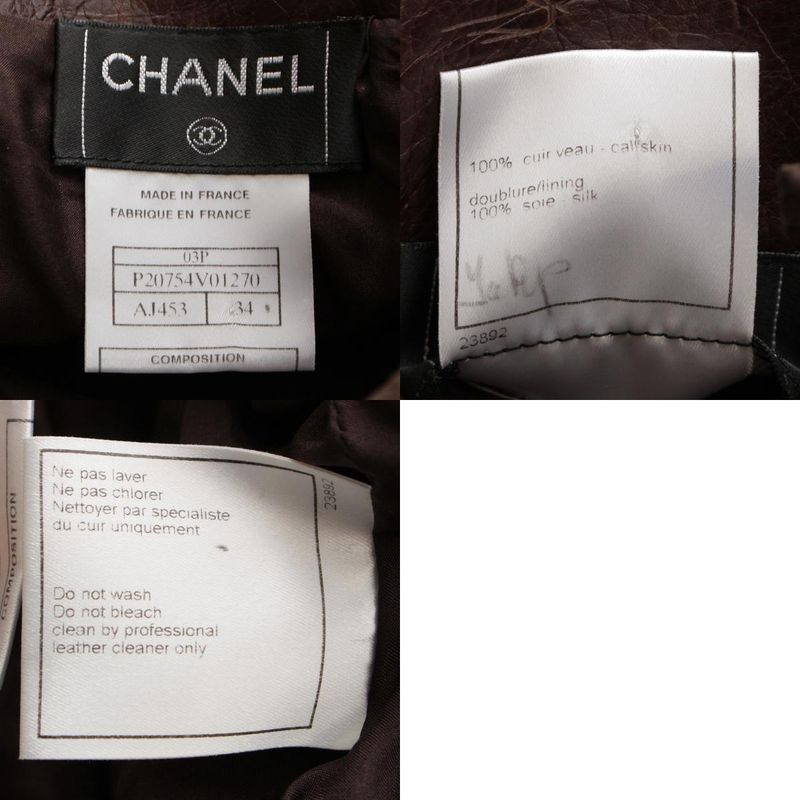 CHANEL
MADE IN FRANCE
FABRIQUE EN FRANCE
03P
P20754V01270
AJ453 34
COMPOSITION
100% cuir veau - calfskin
doublure/lining
100% soie - silk
23892
COMPOSITION
Ne pas laver
Ne pas chlorer
Nettoyer par specialiste
du cuir uniquement
Do not wash
Do not bleach
clean by professional
leather cleaner only
23892